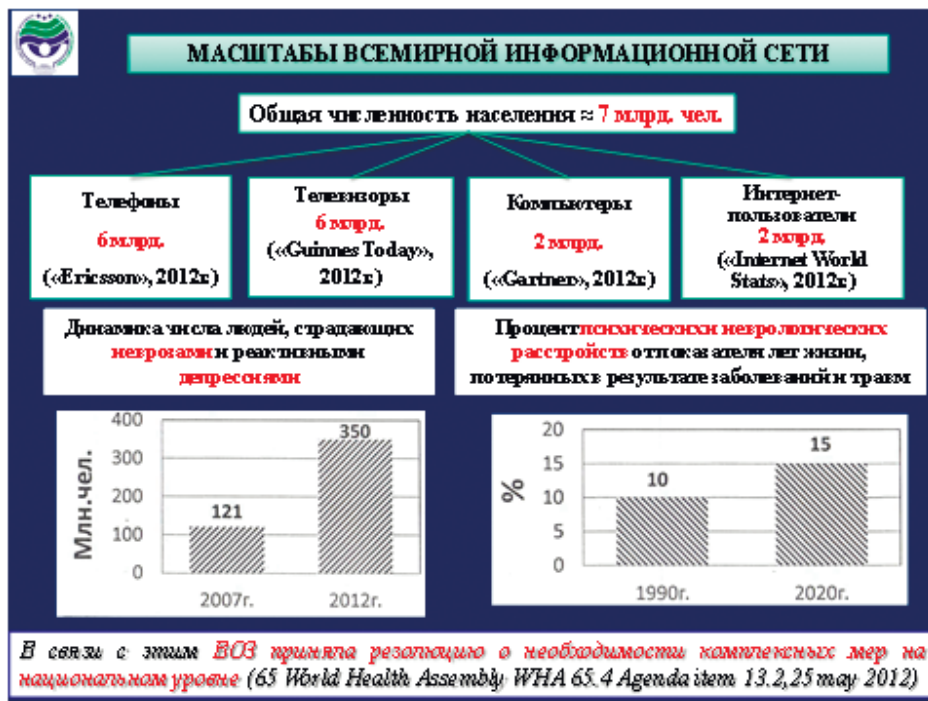 МАСШТАБЫ ВСЕМИРНОЙ ИНФОРМАЦИОННОЙ СЕТИ
Общая численность населения ≈ 7 млрд. чел.
Телефоны
6 млрд.
(«Ericsson», 2012г.)
Телевизоры
6 млрд.
(«Guinnes Today»,
2012г.)
Компьютеры
2 млрд.
(«Gartner», 2012г.)
Интернет-
пользователи
2 млрд.
(«Internet World
Stats», 2012г.)
Динамика числа людей, страдающих
неврозами и реактивными
депрессиями
Процент психических и неврологических
расстройств от показателя лет жизни,
потерянных в результате заболеваний и травм
Млн.чел.
400
300
200
100
0
121
350
2007г.
2012г.
%
20
15
10
5
0
10
15
1990г.
2020г.
В связи с этим ВОЗ приняла резолюцию о необходимости комплексных мер на
национальном уровне (65 World Health Assembly WHA 65.4 Agenda item 13.2,25 may 2012)